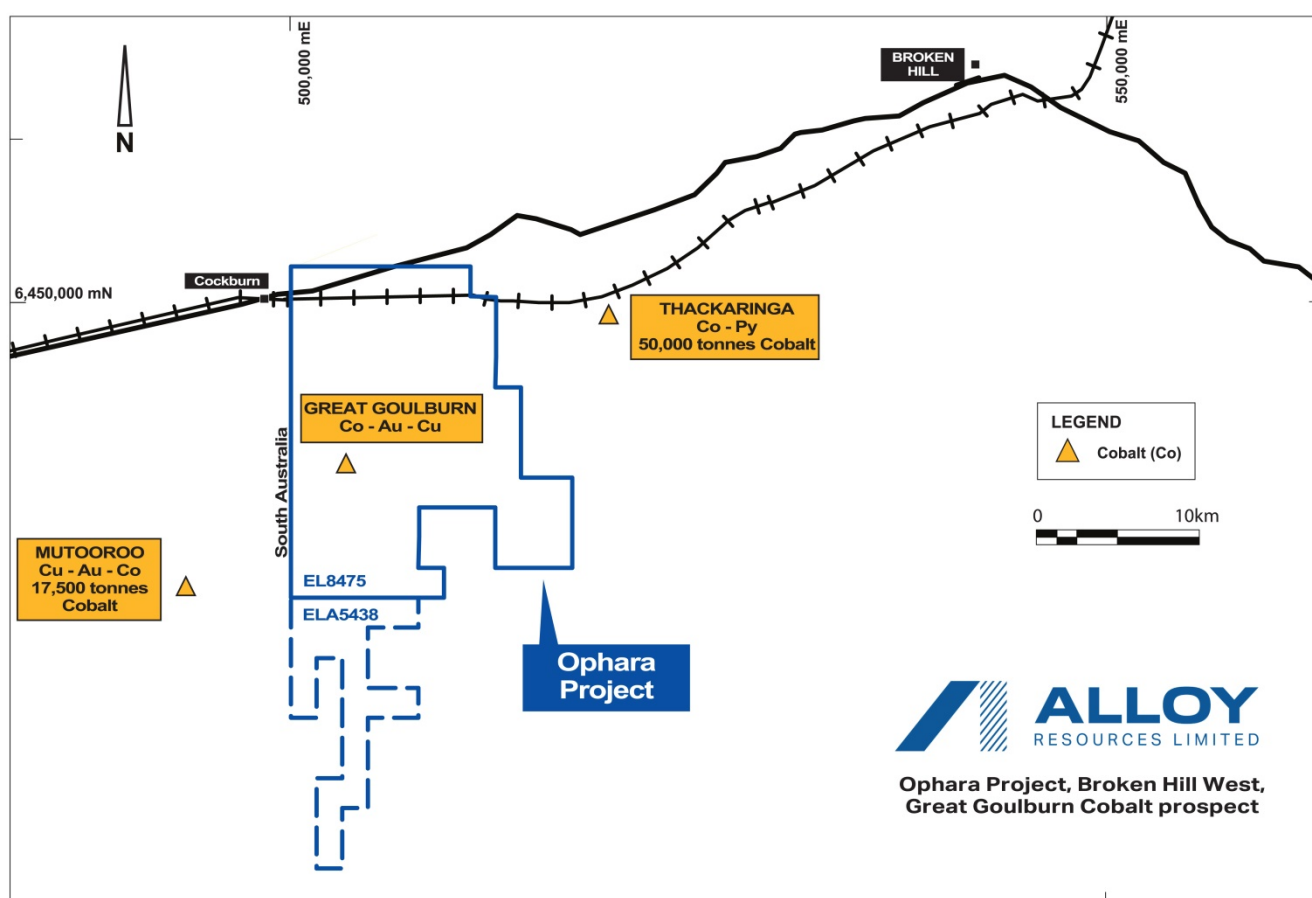 500,000 mE
550,000 mE
BROKEN
HILL
N
Cockburn
6,450,000 mN
THACKARINGA
Co - Py
50,000 tonnes Cobalt
GREAT GOULBURN
Co - Au - Cu
South Australia
LEGEND
Cobalt (Co)
0 10km
MUTOOROO
Cu - Au - Co
17,500 tonnes
Cobalt
EL8475
ELA5438
Ophara
Project
ALLOY
RESOURCES LIMITED
Ophara Project, Broken Hill West,
Great Goulburn Cobalt prospect